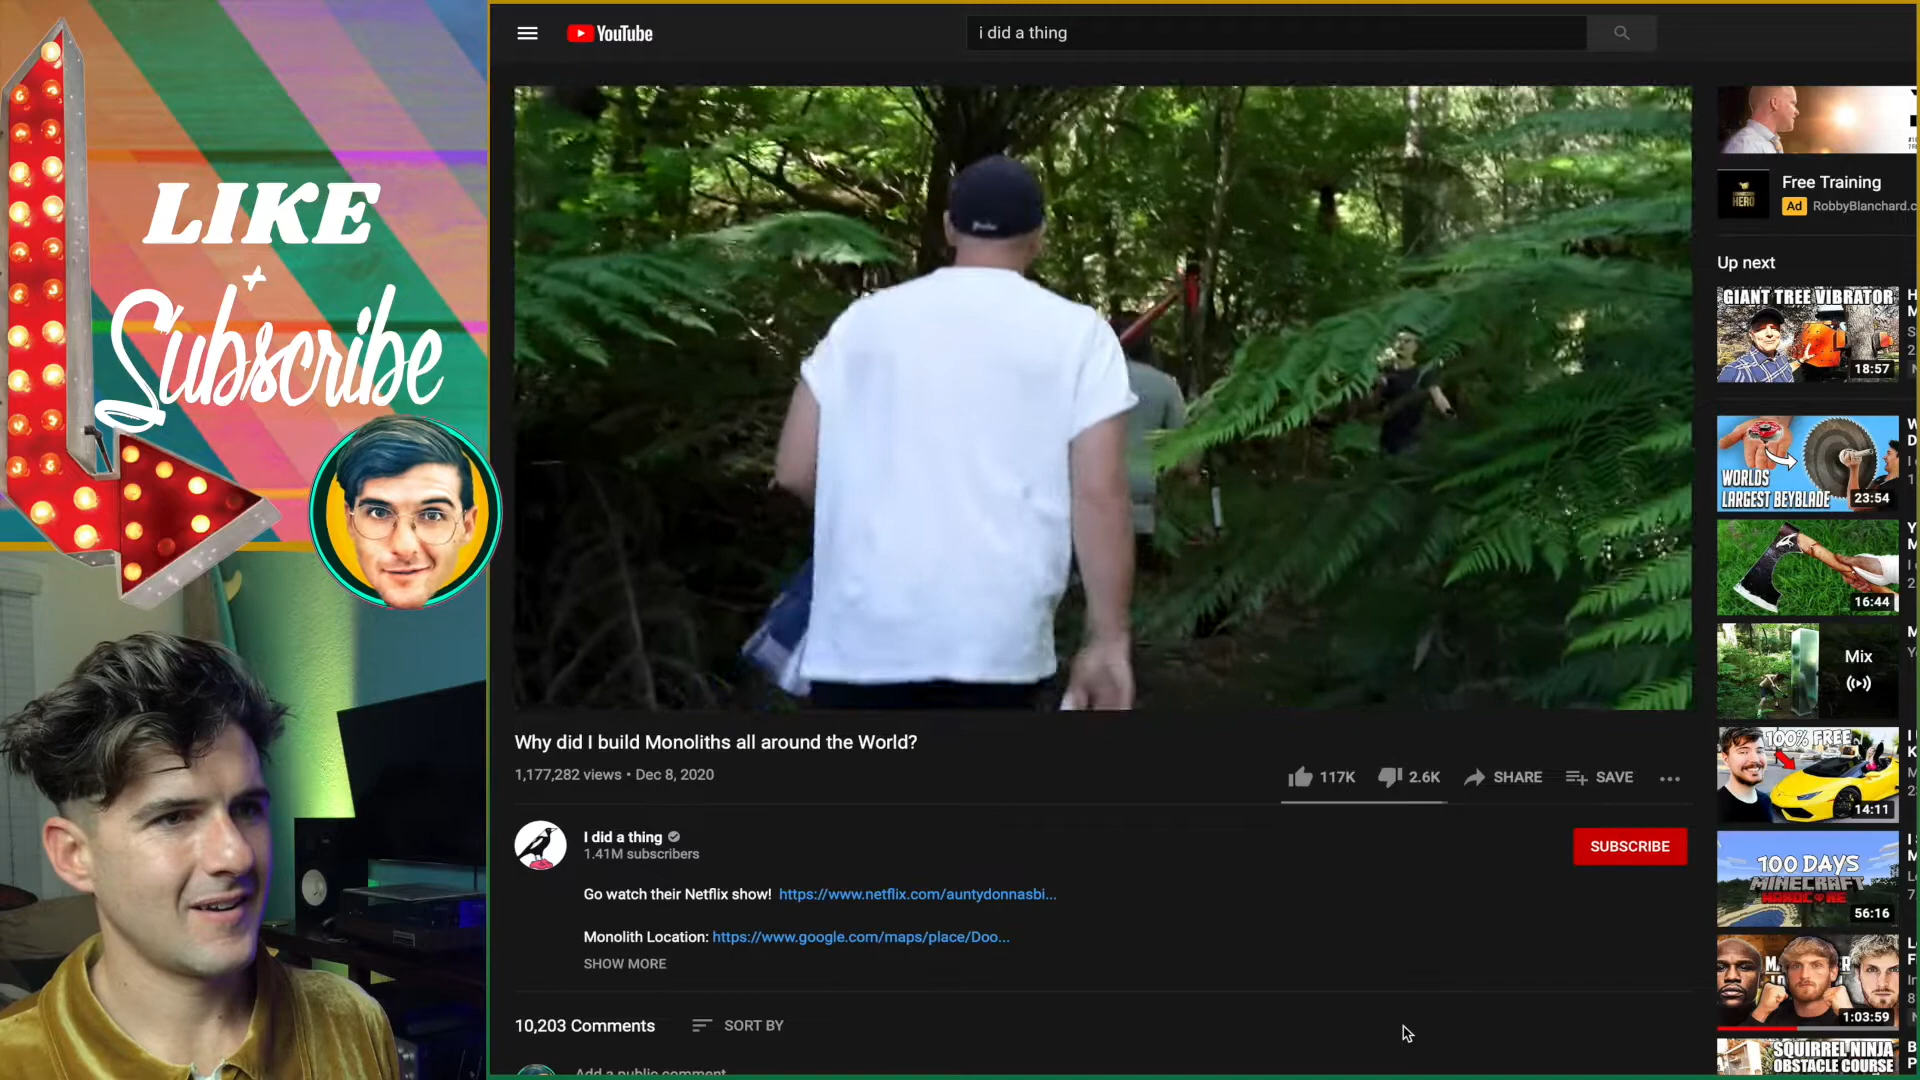 LIKE
+
Subscribe
YouTube
i did a thing
Free Training
Ad RobbyBlanchard.c
Up next
GIANT TREE VIBRATOR
18:57
WORLDS
LARGEST BEYBLADE
23:54
16:44
Mix
100% FREE
14:11
100 DAYS
MINECRAFT
HARDCORE
56:16
1:03:59
SQUIRREL NINJA
OBSTACLE COURSE
Why did I build Monoliths all around the World?
1,177,282 views • Dec 8, 2020
117K
2.6K
SHARE
SAVE
I did a thing
1.41M subscribers
SUBSCRIBE
Go watch their Netflix show! https://www.netflix.com/auntydonnasbi...
Monolith Location: https://www.google.com/maps/place/Doo...
SHOW MORE
10,203 Comments
SORT BY
Add a public comment